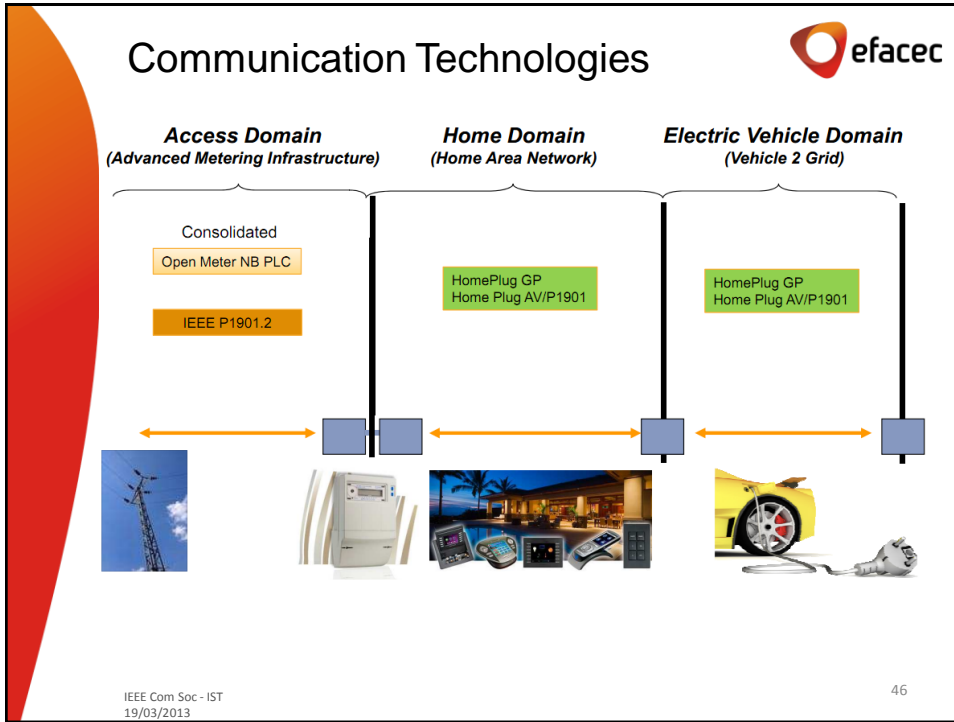 Communication Technologies
efacec
Access Domain
(Advanced Metering Infrastructure)
Home Domain
(Home Area Network)
Electric Vehicle Domain
(Vehicle 2 Grid)
Consolidated
Open Meter NB PLC
IEEE P1901.2
HomePlug GP
Home Plug AV/P1901
HomePlug GP
Home Plug AV/P1901
IEEE Com Soc - IST
19/03/2013
46